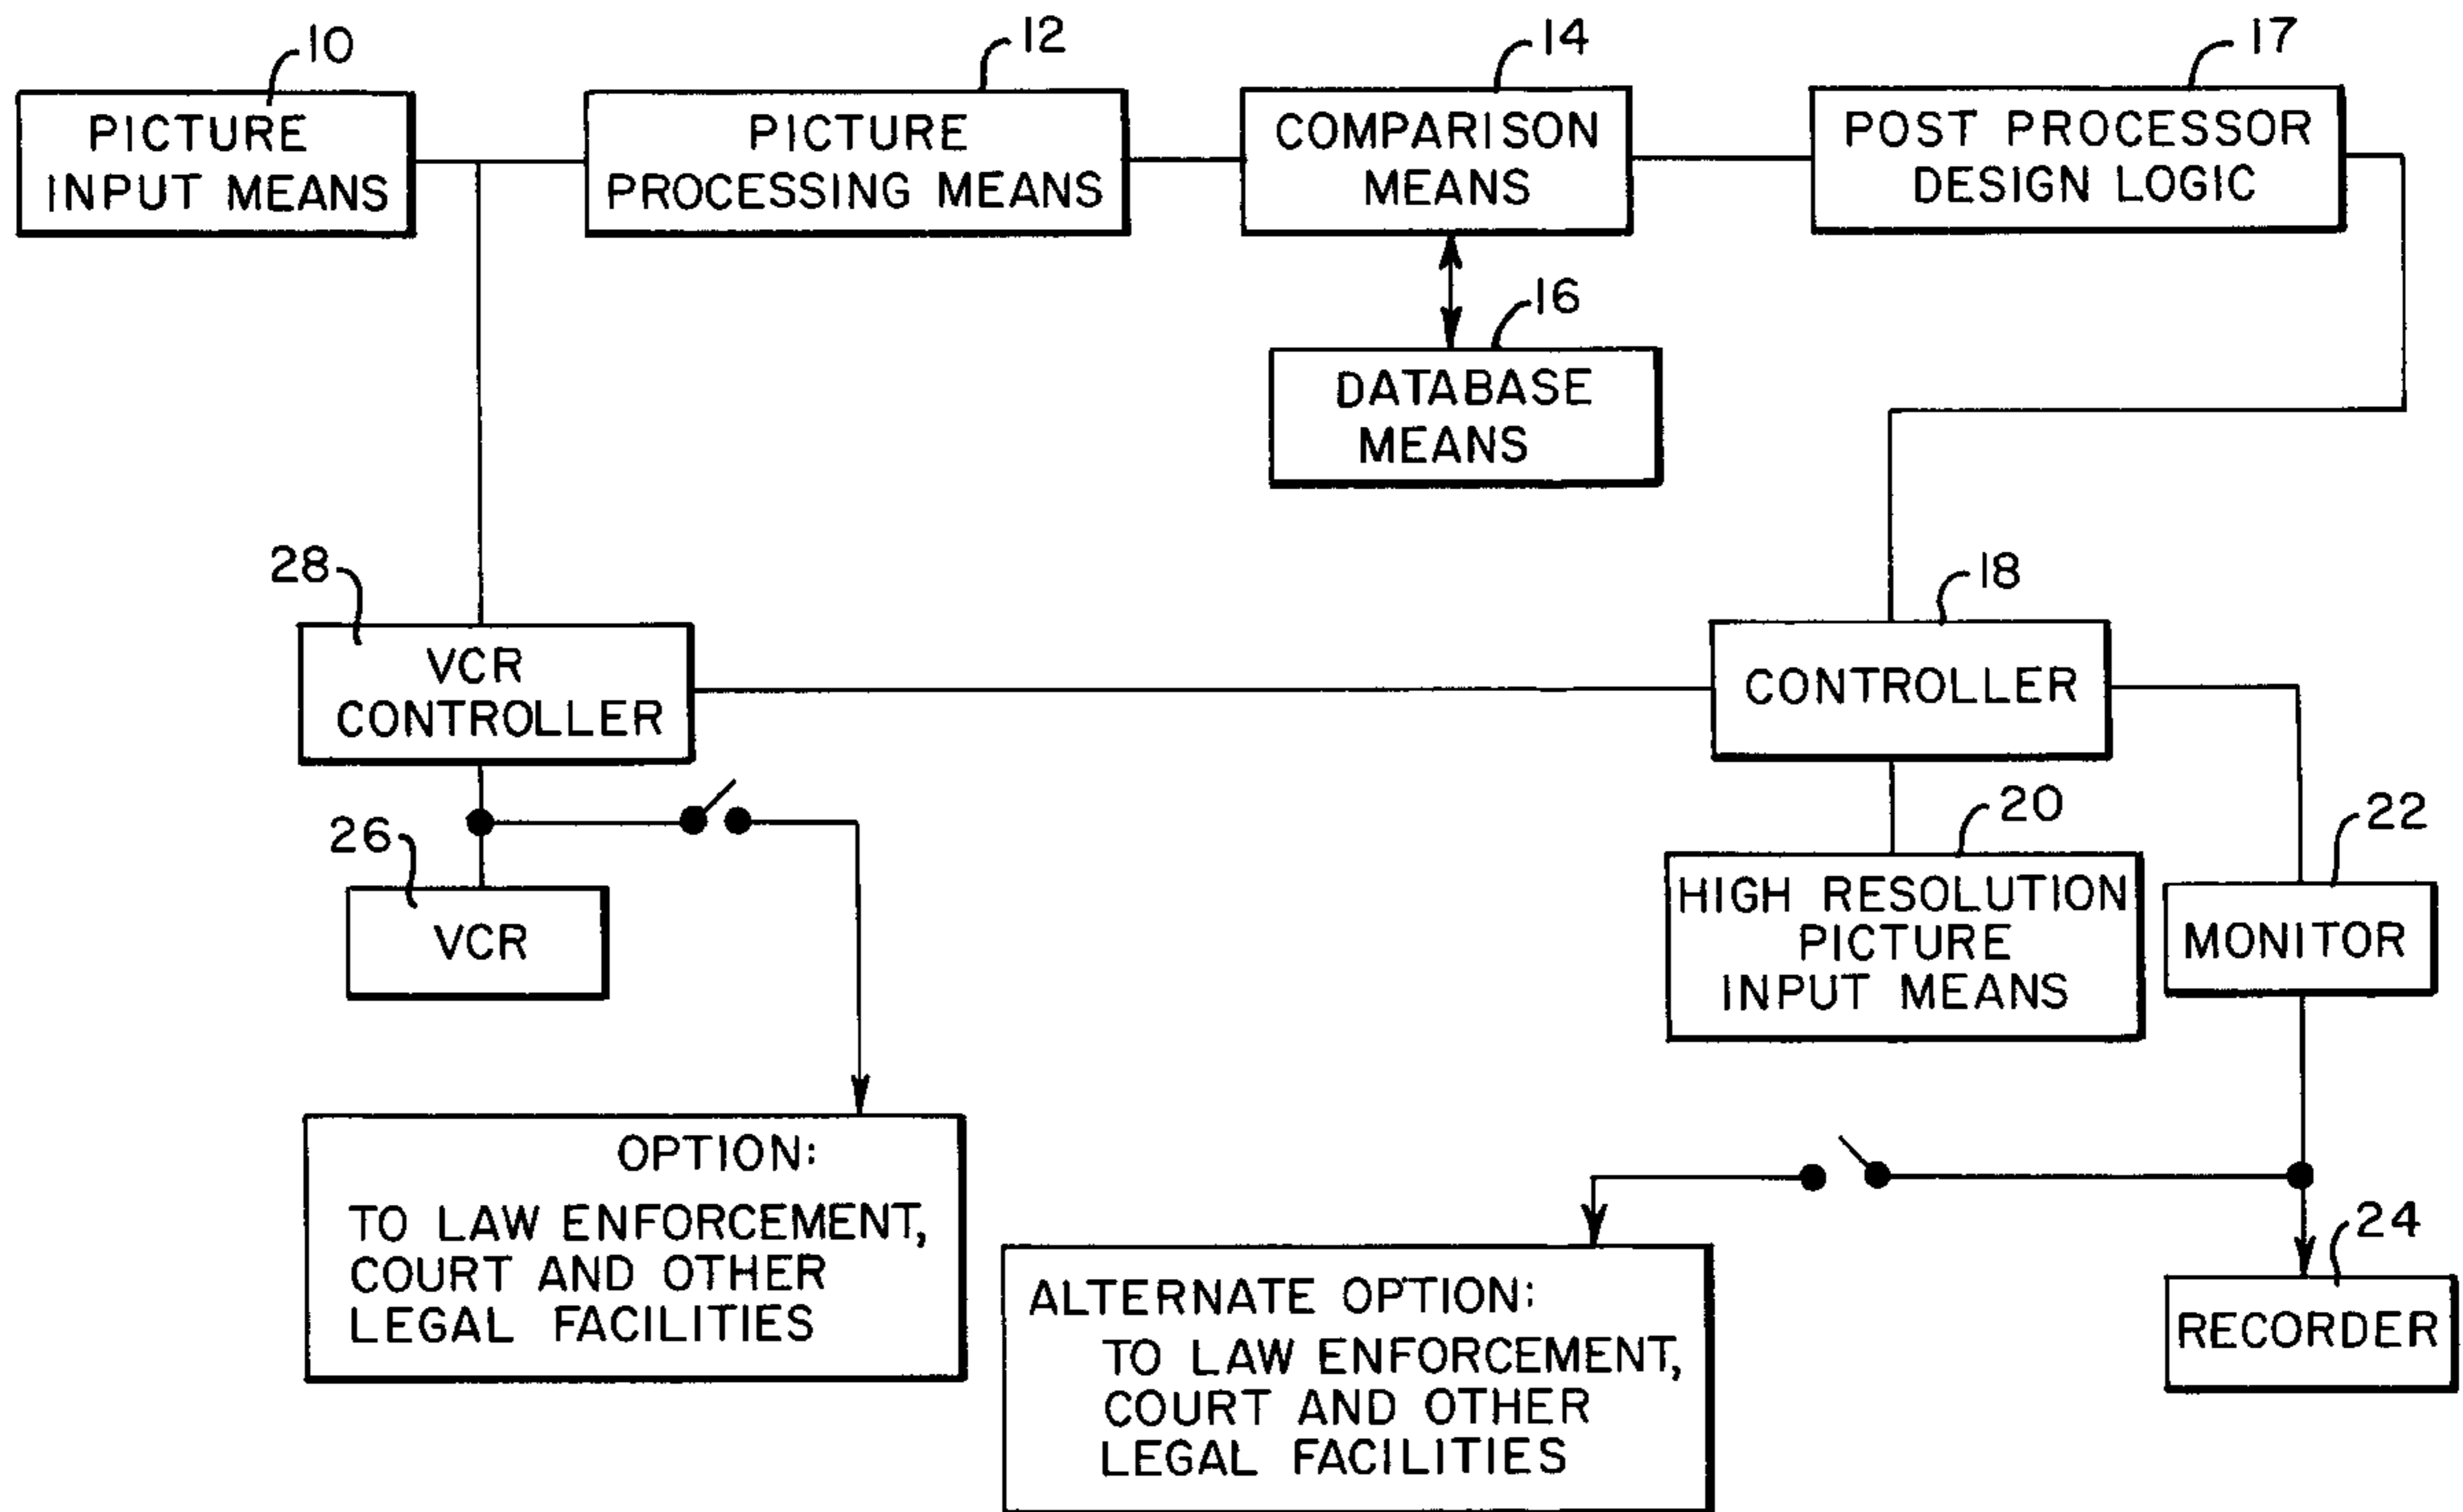 10
PICTURE
INPUT MEANS
12
PICTURE
PROCESSING MEANS
14
COMPARISON
MEANS
17
POST PROCESSOR
DESIGN LOGIC
16
DATABASE
MEANS
28
VCR
CONTROLLER
18
CONTROLLER
26
VCR
20
HIGH RESOLUTION
PICTURE
INPUT MEANS
22
MONITOR
OPTION:
TO LAW ENFORCEMENT,
COURT AND OTHER
LEGAL FACILITIES
ALTERNATE OPTION:
TO LAW ENFORCEMENT,
COURT AND OTHER
LEGAL FACILITIES
24
RECORDER